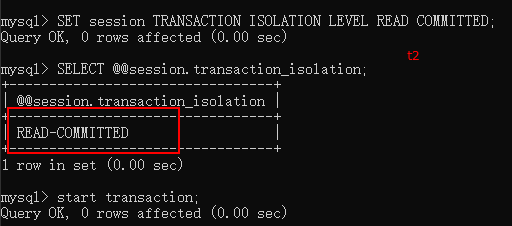 mysql> SET session TRANSACTION ISOLATION LEVEL READ COMMITTED;
Query OK, 0 rows affected (0.00 sec)
t2
mysql> SELECT @@session.transaction_isolation;
+---------------------------------+
| @@session.transaction_isolation |
+---------------------------------+
| READ-COMMITTED                  |
+---------------------------------+
1 row in set (0.00 sec)
mysql> start transaction;
Query OK, 0 rows affected (0.00 sec)